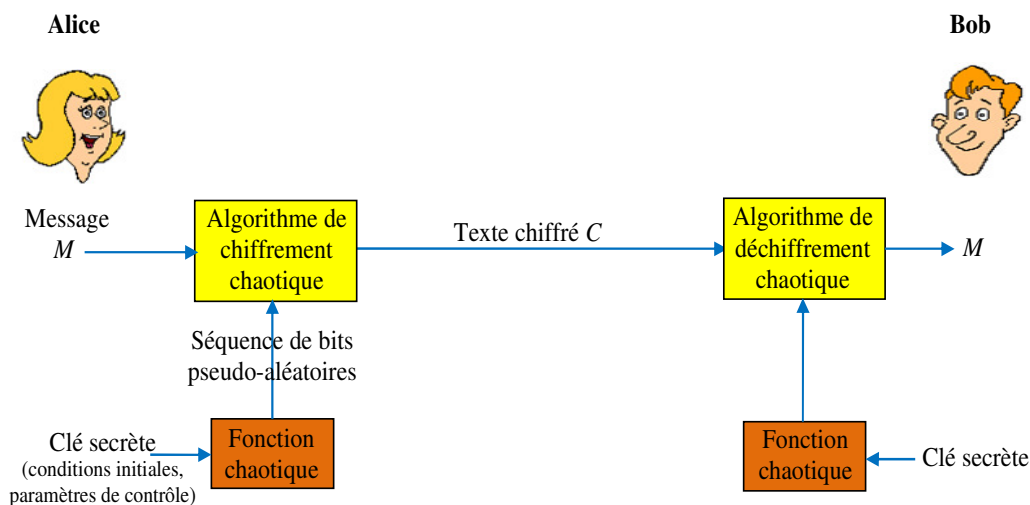 Alice
Bob
Message
M
Algorithme de
chiffrement
chaotique
Texte chiffré C
Algorithme de
déchiffrement
chaotique
M
Séquence de bits
pseudo-aléatoires
Clé secrète
(conditions initiales,
paramètres de contrôle)
Fonction
chaotique
Fonction
chaotique
Clé secrète